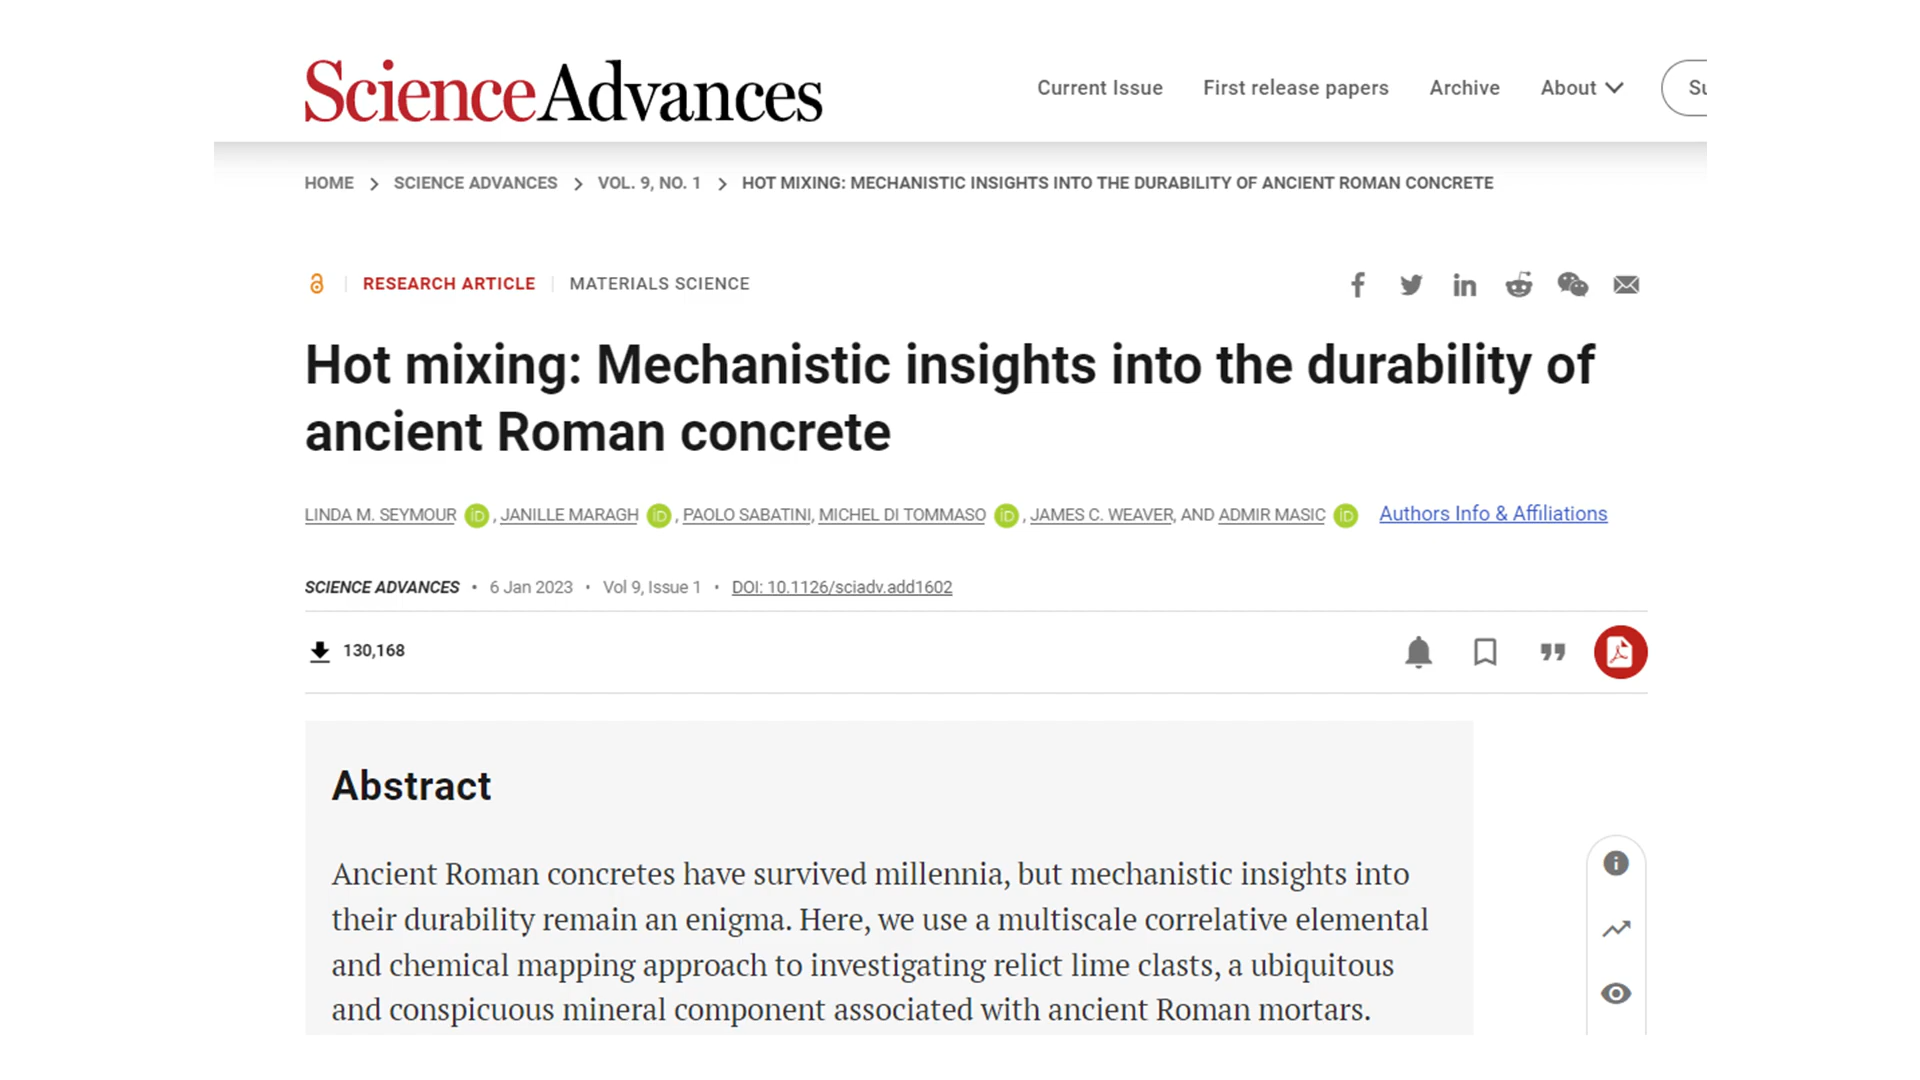 ScienceAdvances
Current Issue First release papers Archive About
HOME > SCIENCE ADVANCES > VOL. 9, NO. 1 > HOT MIXING: MECHANISTIC INSIGHTS INTO THE DURABILITY OF ANCIENT ROMAN CONCRETE
RESEARCH ARTICLE | MATERIALS SCIENCE
Hot mixing: Mechanistic insights into the durability of
ancient Roman concrete
LINDA M. SEYMOUR iD, JANILLE MARAGH iD, PAOLO SABATINI, MICHEL DI TOMMASO iD, JAMES C. WEAVER, AND ADMIR MASIC iD Authors Info & Affiliations
SCIENCE ADVANCES • 6 Jan 2023 • Vol 9, Issue 1 • DOI: 10.1126/sciadv.add1602
130,168
Abstract
Ancient Roman concretes have survived millennia, but mechanistic insights into
their durability remain an enigma. Here, we use a multiscale correlative elemental
and chemical mapping approach to investigating relict lime clasts, a ubiquitous
and conspicuous mineral component associated with ancient Roman mortars.